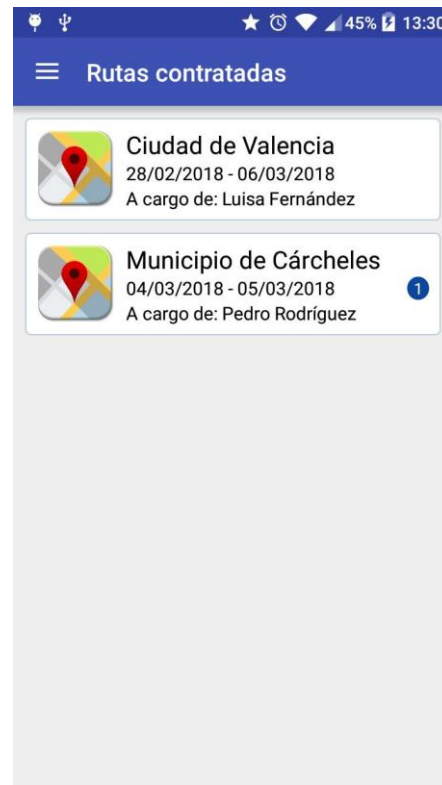 45% 13:30
Rutas contratadas
Ciudad de Valencia
28/02/2018 - 06/03/2018
A cargo de: Luisa Fernández
Municipio de Cárcheles
04/03/2018 - 05/03/2018
1
A cargo de: Pedro Rodríguez